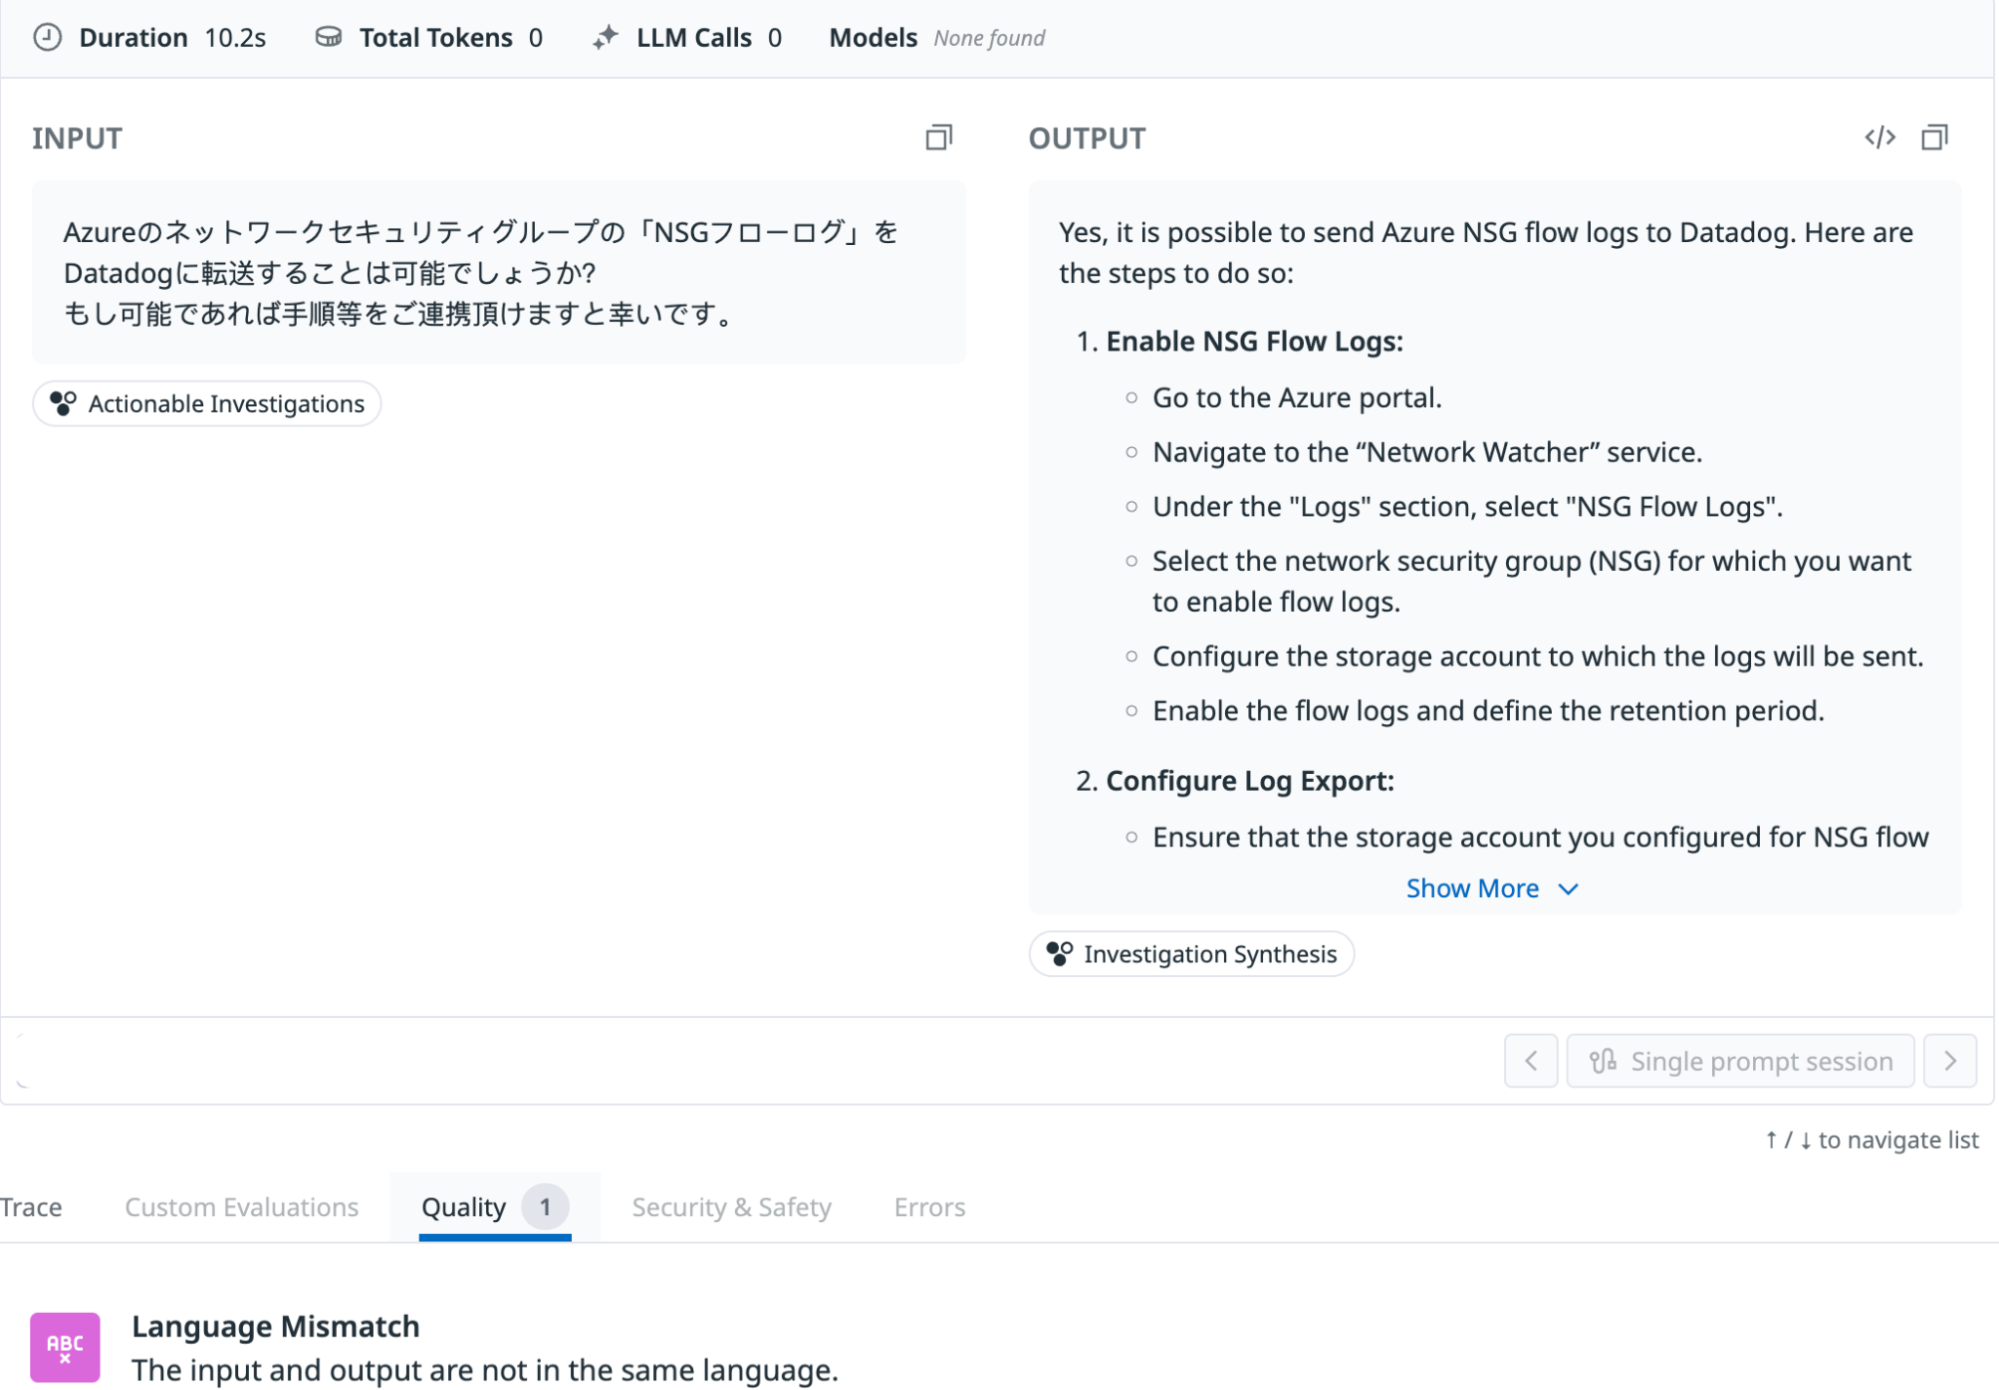 Duration 10.2s Total Tokens 0 LLM Calls 0 Models None found
INPUT
Azureのネットワークセキュリティグループの「NSGフローログ」を
Datadogに転送することは可能でしょうか?
もし可能であれば手順等をご連携頂けますと幸いです。
Actionable Investigations
OUTPUT
Yes, it is possible to send Azure NSG flow logs to Datadog. Here are
the steps to do so:
1. Enable NSG Flow Logs:
Go to the Azure portal.
Navigate to the “Network Watcher” service.
Under the "Logs" section, select "NSG Flow Logs".
Select the network security group (NSG) for which you want
to enable flow logs.
Configure the storage account to which the logs will be sent.
Enable the flow logs and define the retention period.
2. Configure Log Export:
Ensure that the storage account you configured for NSG flow
Show More
Investigation Synthesis
Single prompt session
↑ / ↓ to navigate list
Trace Custom Evaluations Quality 1 Security & Safety Errors
ABC
Language Mismatch
The input and output are not in the same language.